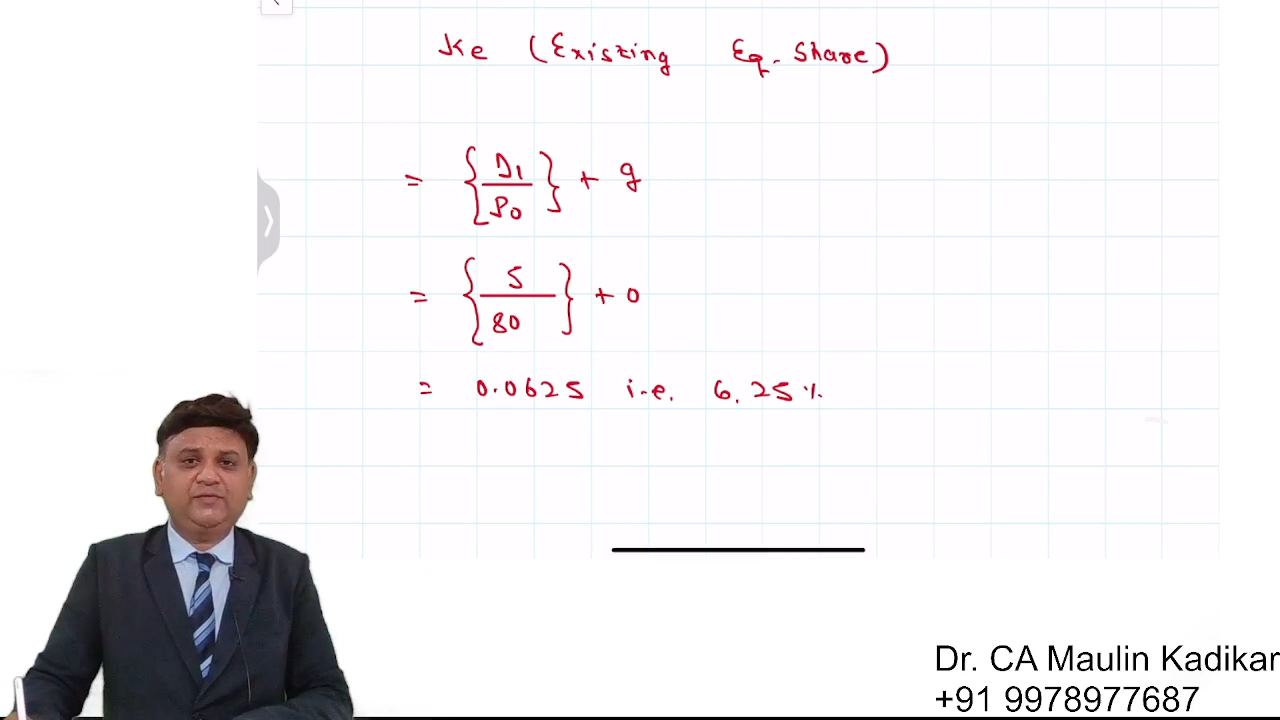 Ke (Existing Eq. Share)
= { D1 / P0 } + g
= { 5 / 80 } + 0
= 0.0625 i.e. 6.25%
Dr. CA Maulin Kadikar
+91 9978977687